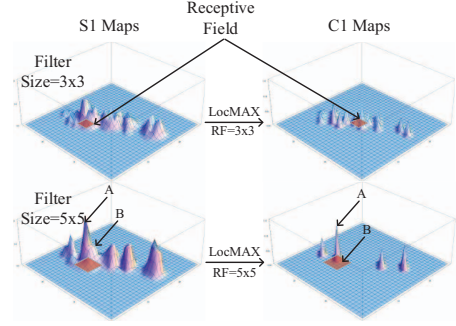 Receptive
Field
S1 Maps
C1 Maps
Filter
Size=3x3
LocMAX
RF=3x3
Filter
Size=5x5
A
B
LocMAX
RF=5x5
A
B